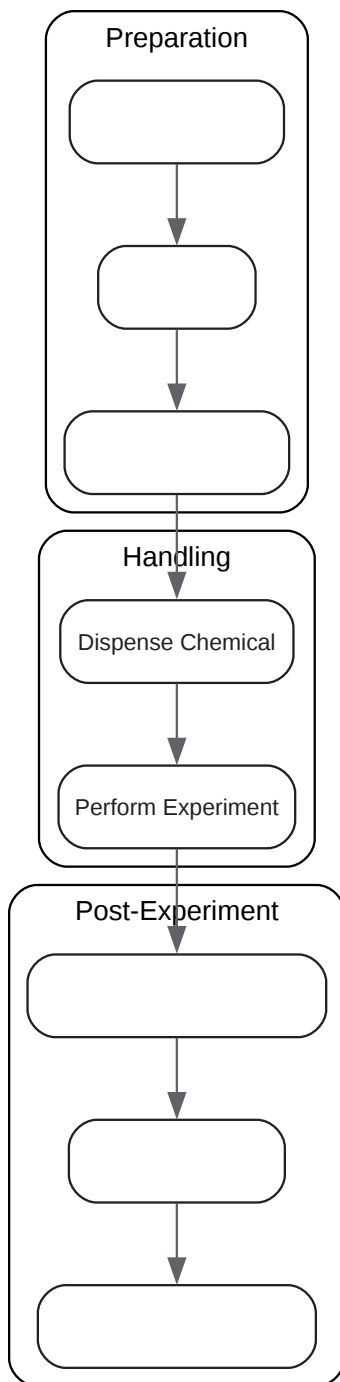 Preparation
Handling
Dispense Chemical
Perform Experiment
Post-Experiment